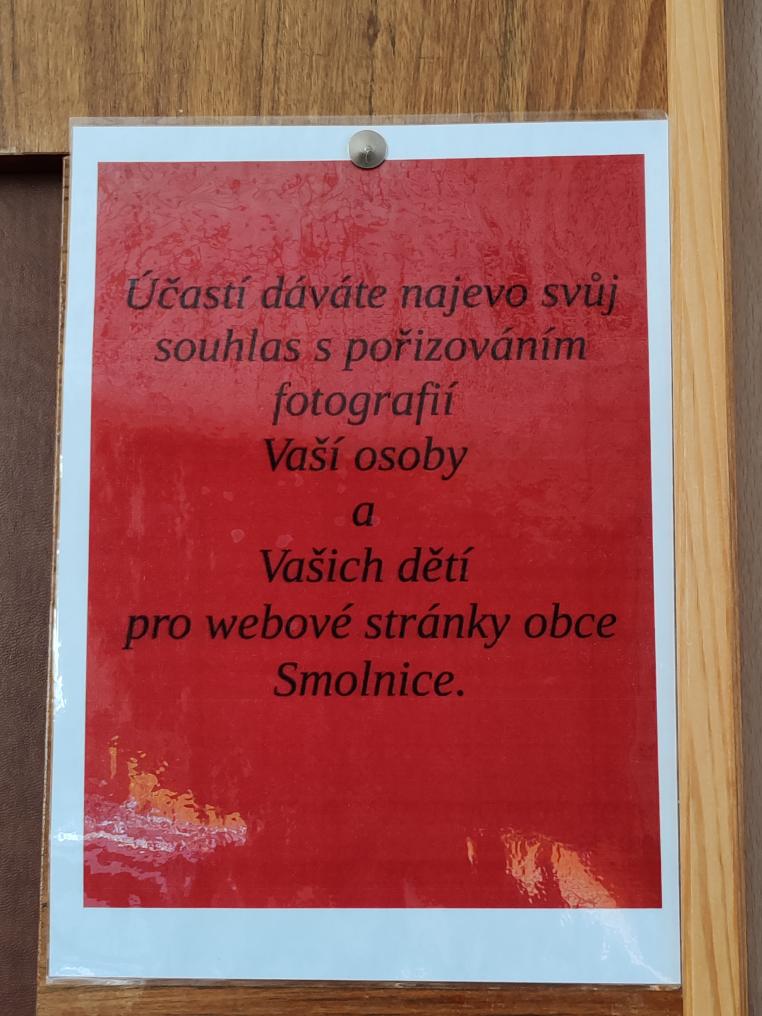 Účastí dáváte najevo svůj
souhlas s pořizováním
fotografií
Vaší osoby
a
Vašich dětí
pro webové stránky obce
Smolnice.